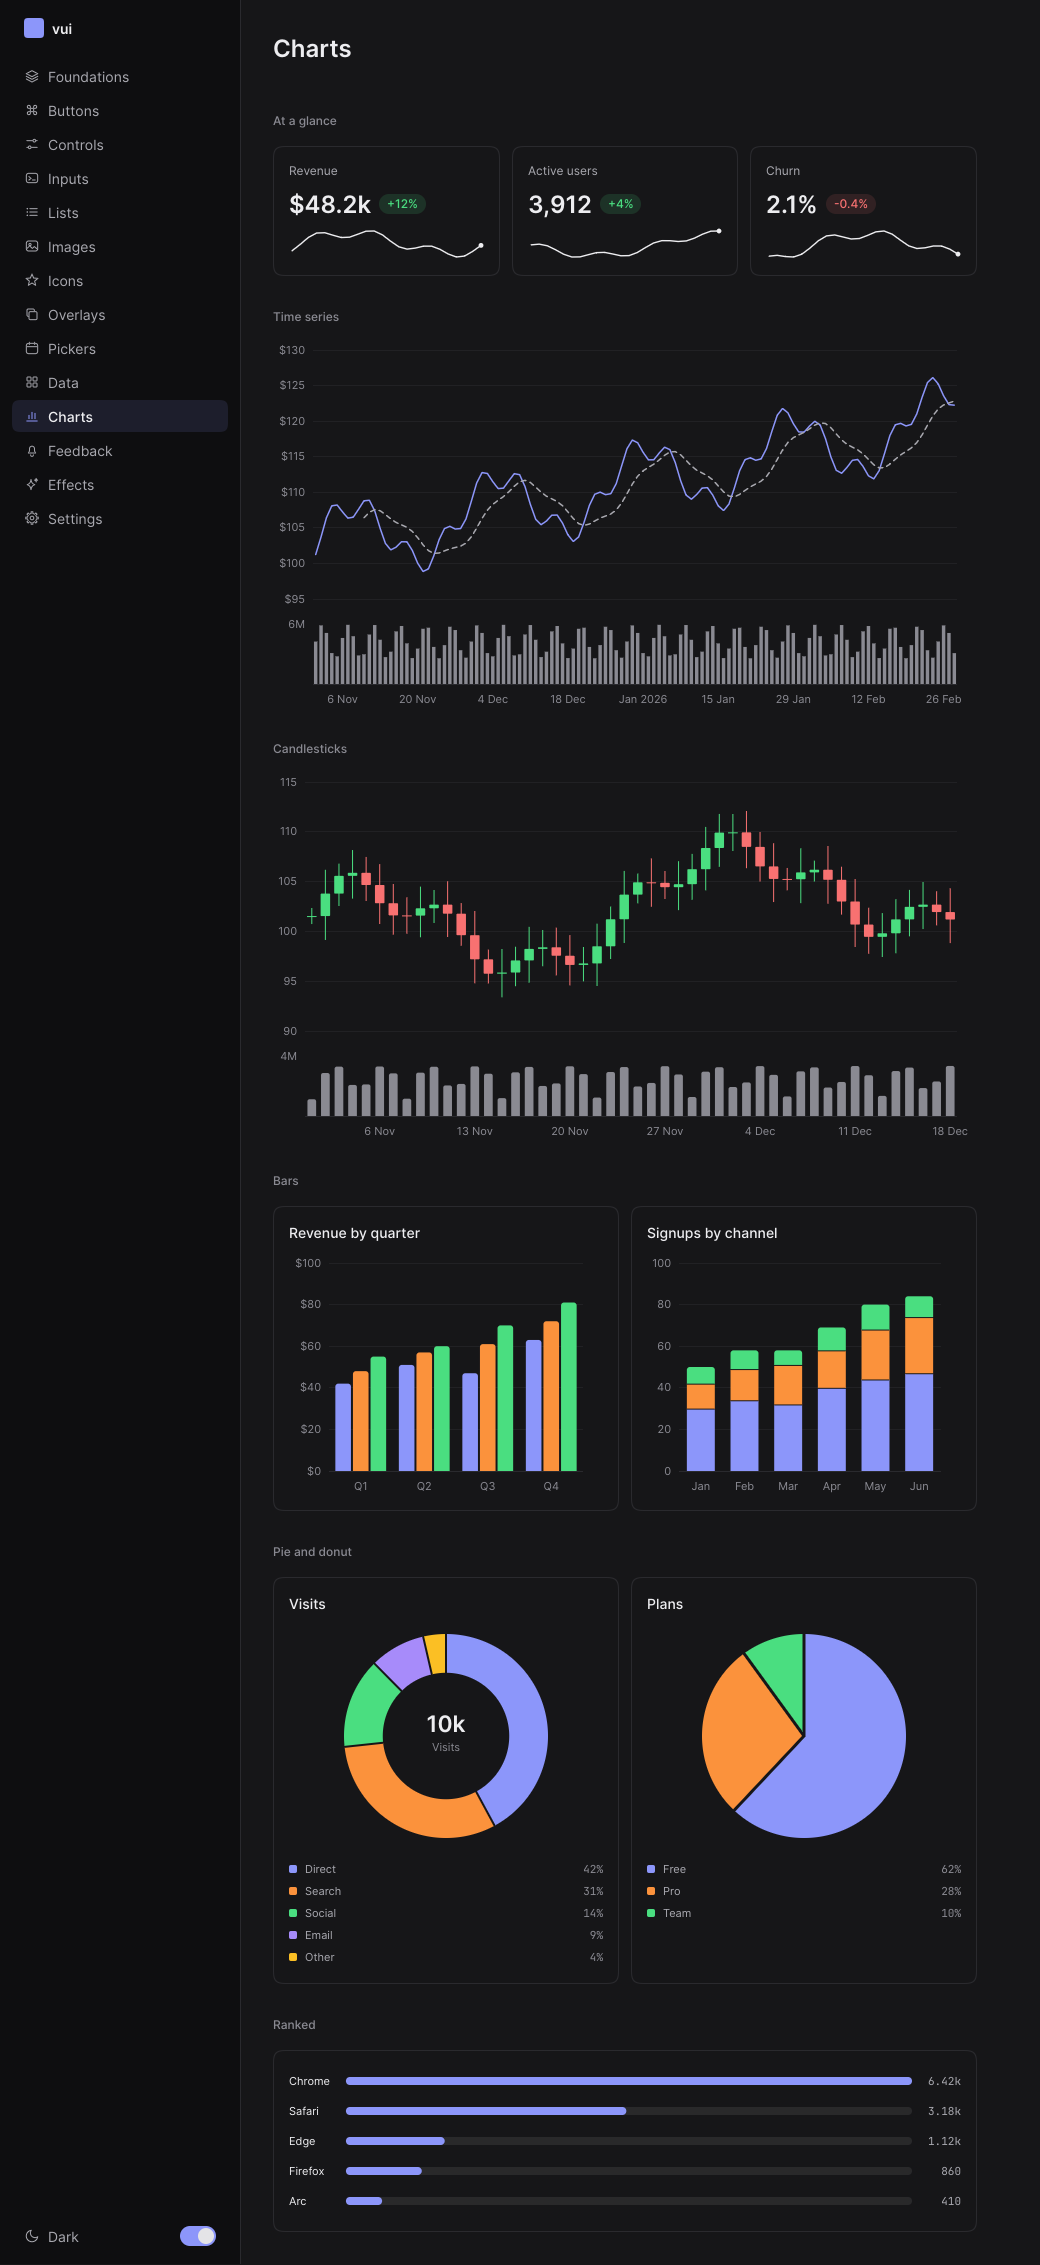 vui
Foundations
Buttons
Controls
Inputs
Lists
Images
Icons
Overlays
Pickers
Data
Charts
Feedback
Effects
Settings
Dark
Charts
At a glance
Revenue
$48.2k +12%
Active users
3,912 +4%
Churn
2.1% -0.4%
Time series
$130
$125
$120
$115
$110
$105
$100
$95
6M
6 Nov 20 Nov 4 Dec 18 Dec Jan 2026 15 Jan 29 Jan 12 Feb 26 Feb
Candlesticks
115
110
105
100
95
90
4M
6 Nov 13 Nov 20 Nov 27 Nov 4 Dec 11 Dec 18 Dec
Bars
Revenue by quarter
$100
$80
$60
$40
$20
$0
Q1 Q2 Q3 Q4
Signups by channel
100
80
60
40
20
0
Jan Feb Mar Apr May Jun
Pie and donut
Visits
10k
Visits
Direct 42%
Search 31%
Social 14%
Email 9%
Other 4%
Plans
Free 62%
Pro 28%
Team 10%
Ranked
Chrome 6.42k
Safari 3.18k
Edge 1.12k
Firefox 860
Arc 410